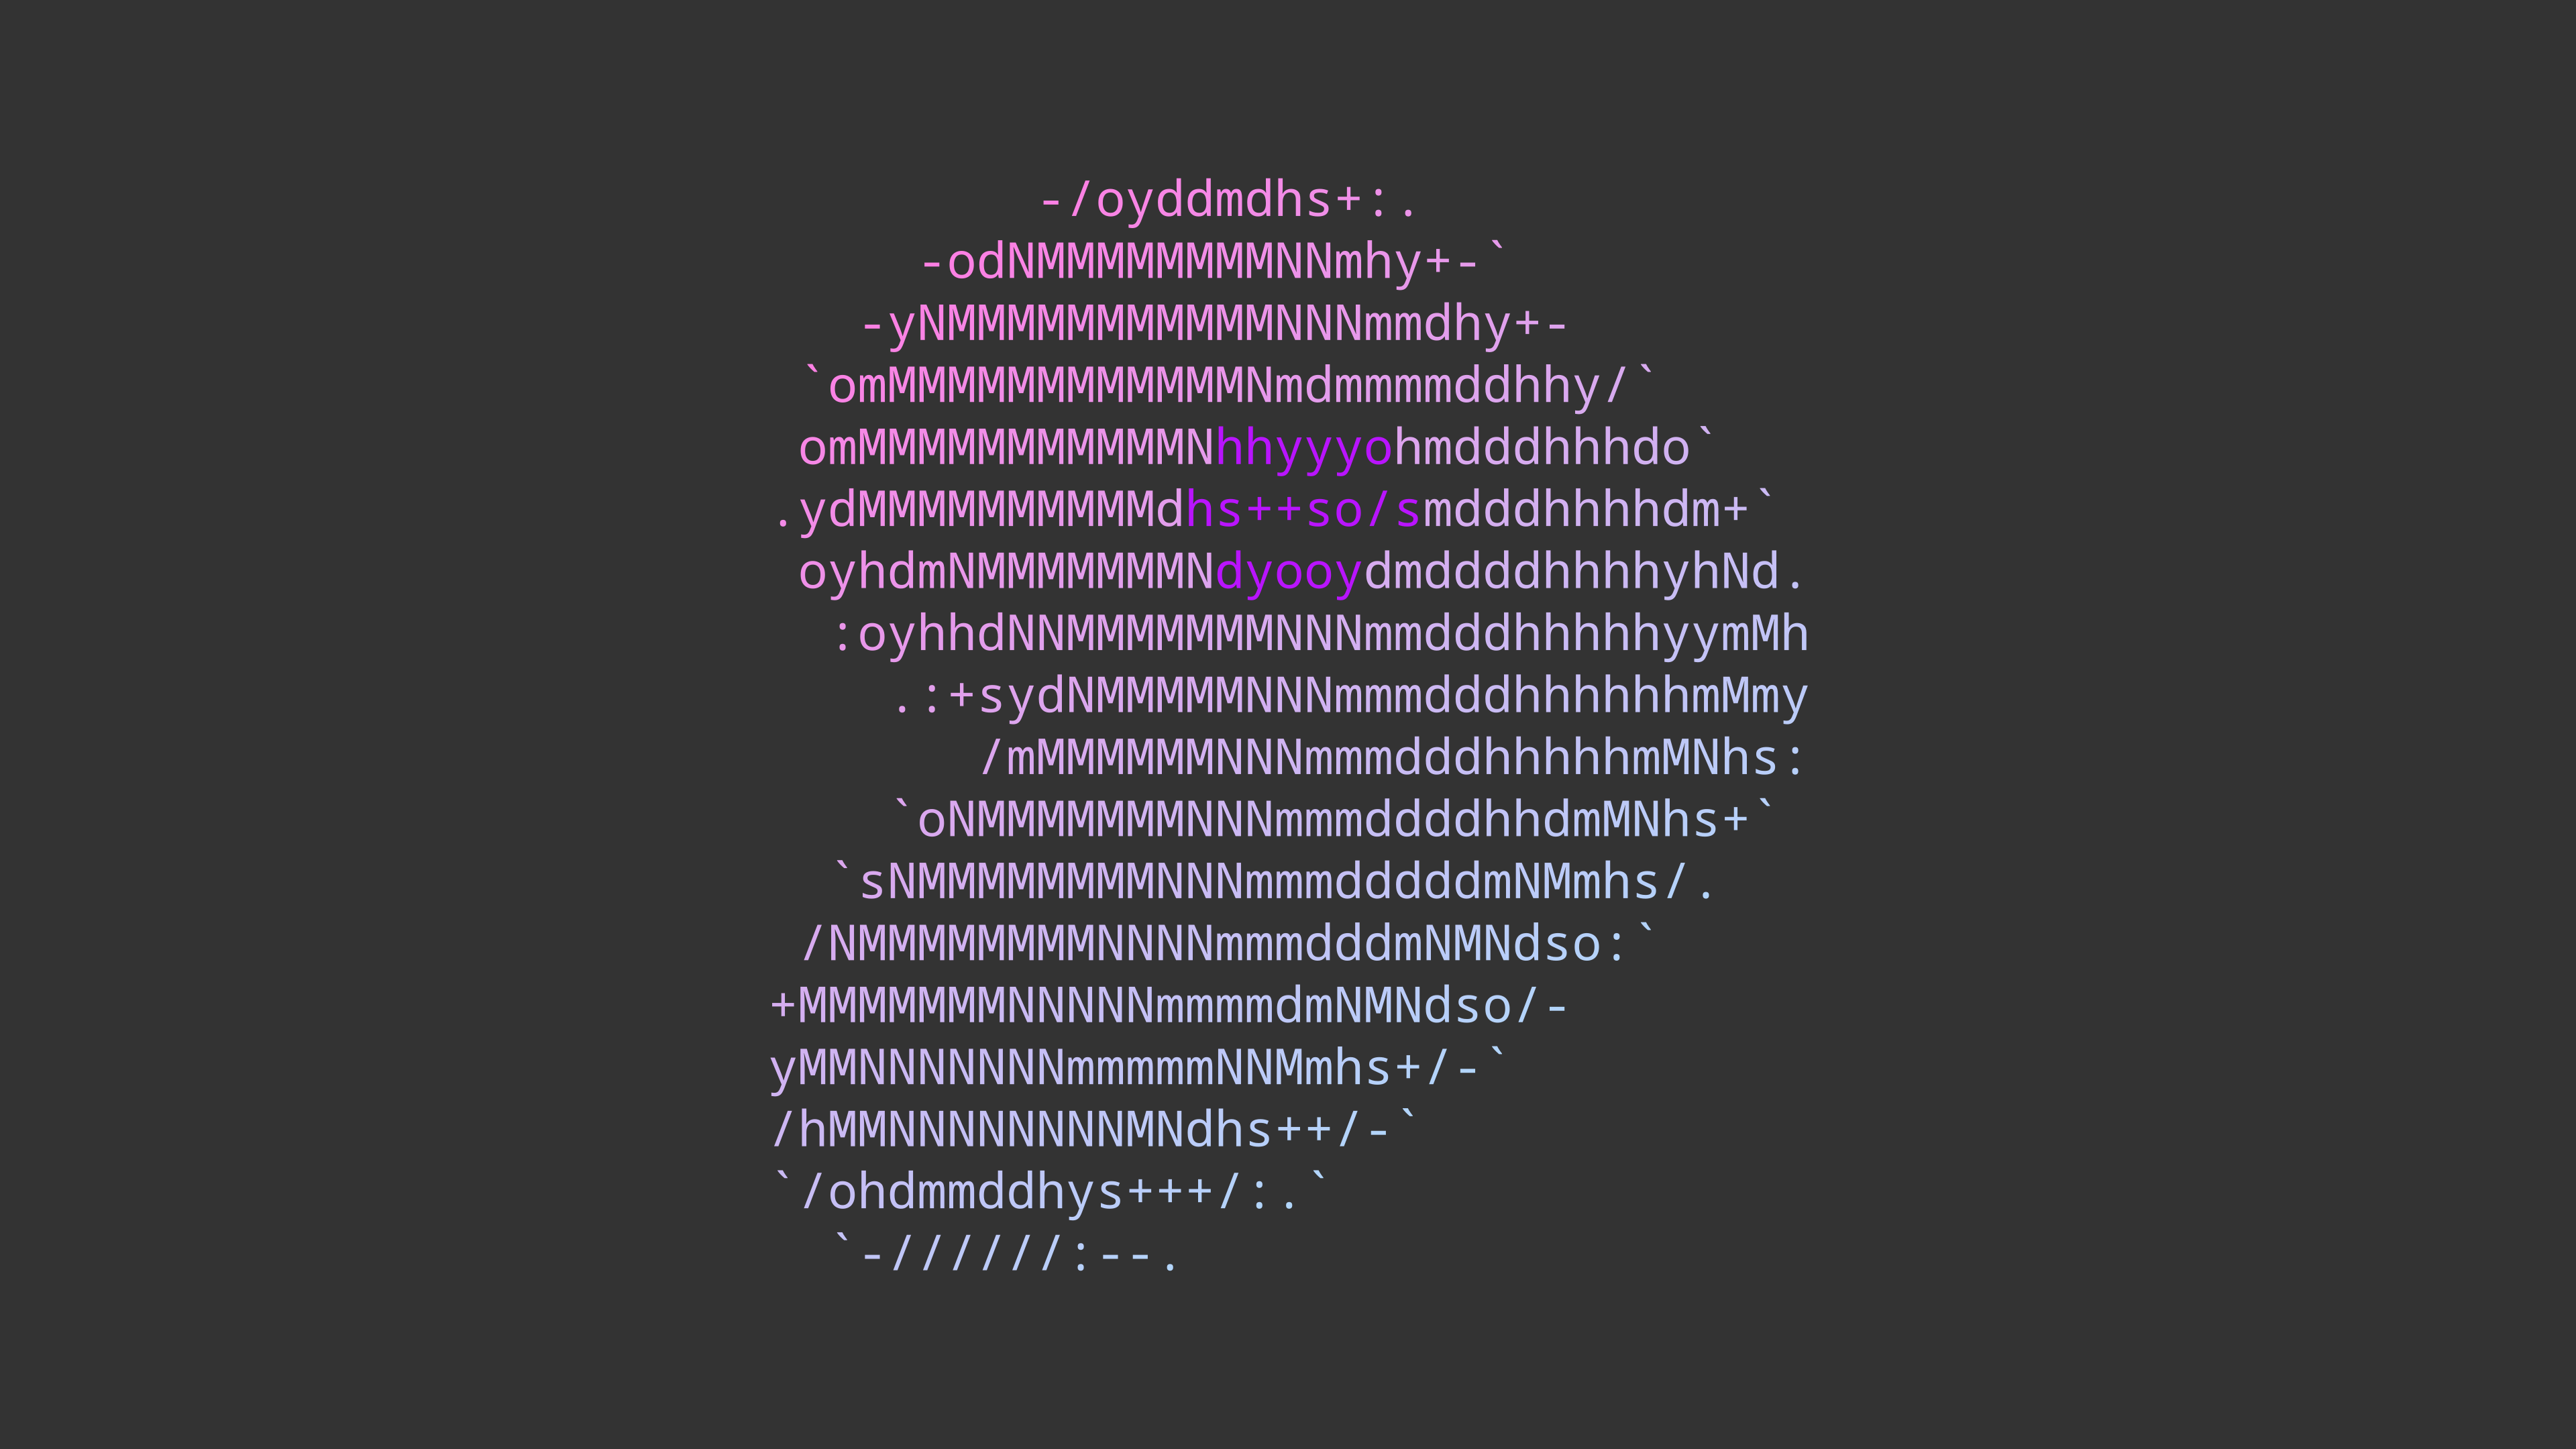 -/oyddmdhs+:.
     -odNMMMMMMMMNNmhy+-`
   -yNMMMMMMMMMMMNNNmmdhy+-
 `omMMMMMMMMMMMMNmdmmmmddhhy/`
 omMMMMMMMMMMMNhhyyyohmdddhhhdo`
.ydMMMMMMMMMMdhs++so/smdddhhhhdm+`
 oyhdmNMMMMMMMNdyooydmddddhhhhyhNd.
  :oyhhdNNMMMMMMMNNNmmdddhhhhhyymMh
    .:+sydNMMMMMNNNmmmdddhhhhhhmMmy
       /mMMMMMMNNNmmmdddhhhhhmMNhs:
    `oNMMMMMMMNNNmmmddddhhdmMNhs+`
  `sNMMMMMMMMNNNmmmdddddmNMmhs/.
 /NMMMMMMMMNNNNmmmdddmNMNdso:`
+MMMMMMMNNNNNmmmmdmNMNdso/-
yMMNNNNNNNmmmmmNNMmhs+/-`
/hMMNNNNNNNNMNdhs++/-`
`/ohdmmddhys+++/:.`
  `-//////:--.